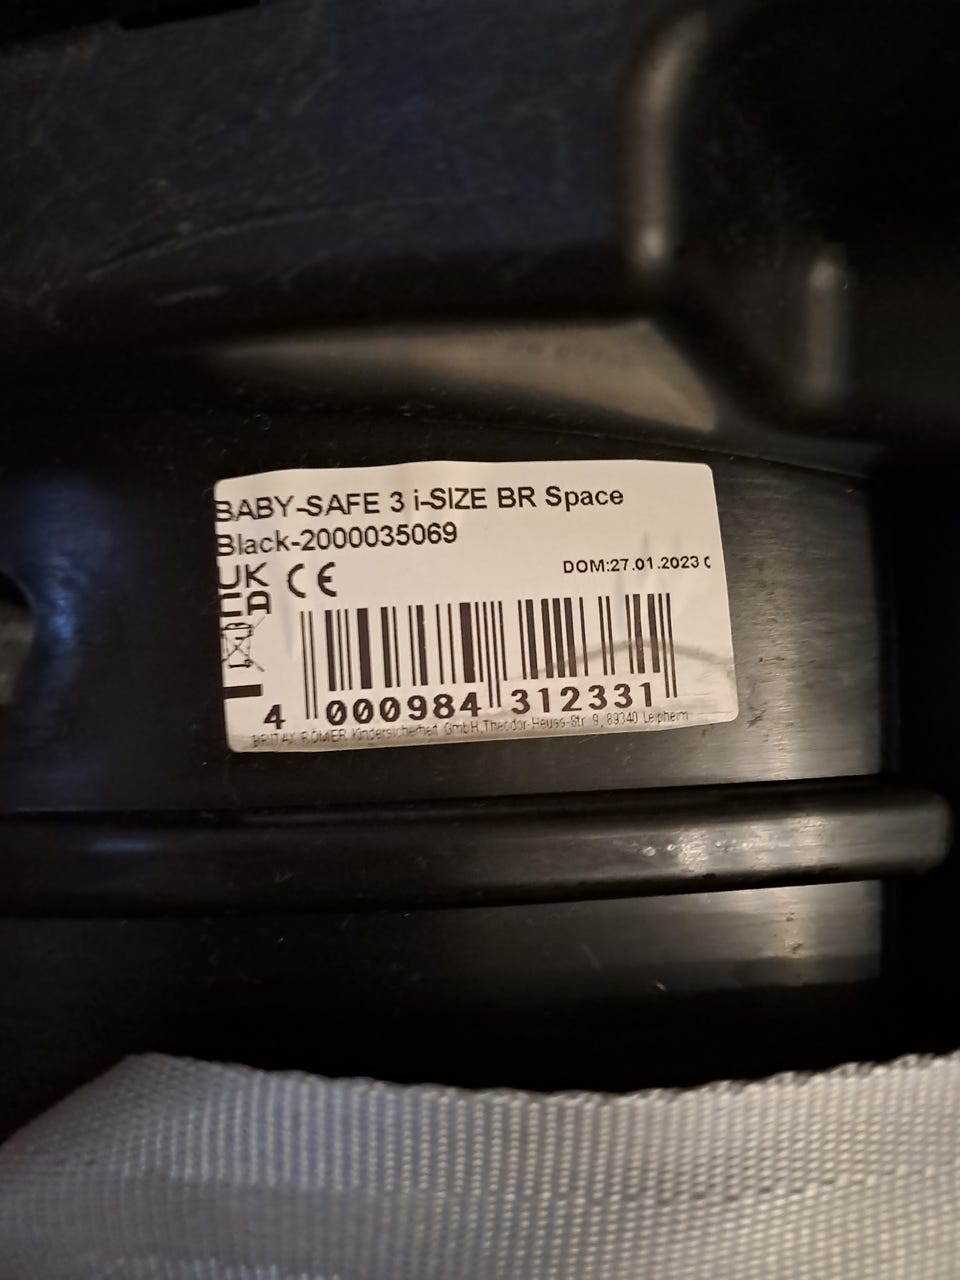 BABY-SAFE 3 i-SIZE BR Space
Black-2000035069
UK
CA
CE
DOM:27.01.2023 C
4 000984 312331
BRITAX RÖMER Kindersicherheit GmbH,Theodor-Heuss-Str 9, 89340 Leipheim